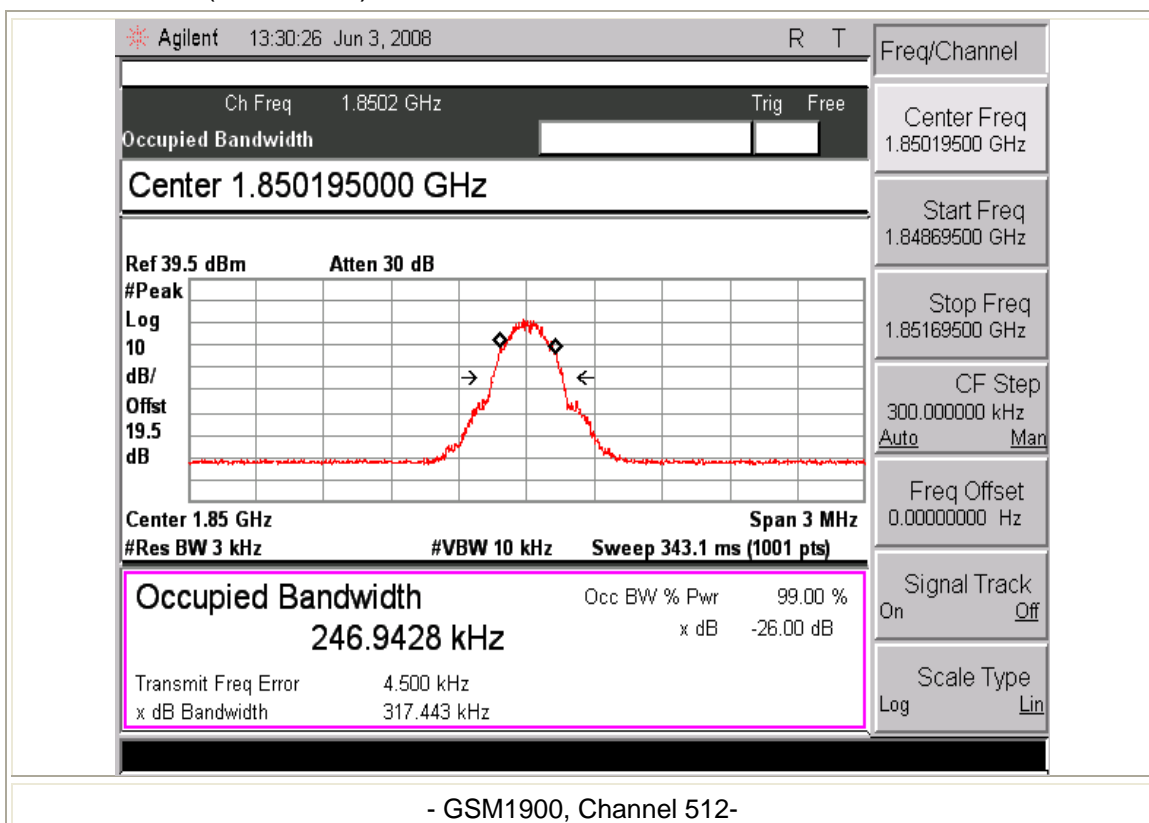 Agilent 13:30:26 Jun 3, 2008 R T
Freq/Channel
Ch Freq 1.8502 GHz Trig Free
Occupied Bandwidth
Center 1.850195000 GHz
Ref 39.5 dBm Atten 30 dB
#Peak
Log
10
dB/
Offst
19.5
dB
Center 1.85 GHz Span 3 MHz
#Res BW 3 kHz #VBW 10 kHz Sweep 343.1 ms (1001 pts)
Occupied Bandwidth
246.9428 kHz
Occ BW % Pwr 99.00 %
x dB -26.00 dB
Transmit Freq Error 4.500 kHz
x dB Bandwidth 317.443 kHz
Center Freq
1.85019500 GHz
Start Freq
1.84869500 GHz
Stop Freq
1.85169500 GHz
CF Step
300.000000 kHz
Auto Man
Freq Offset
0.00000000 Hz
Signal Track
On Off
Scale Type
Log Lin
- GSM1900, Channel 512-